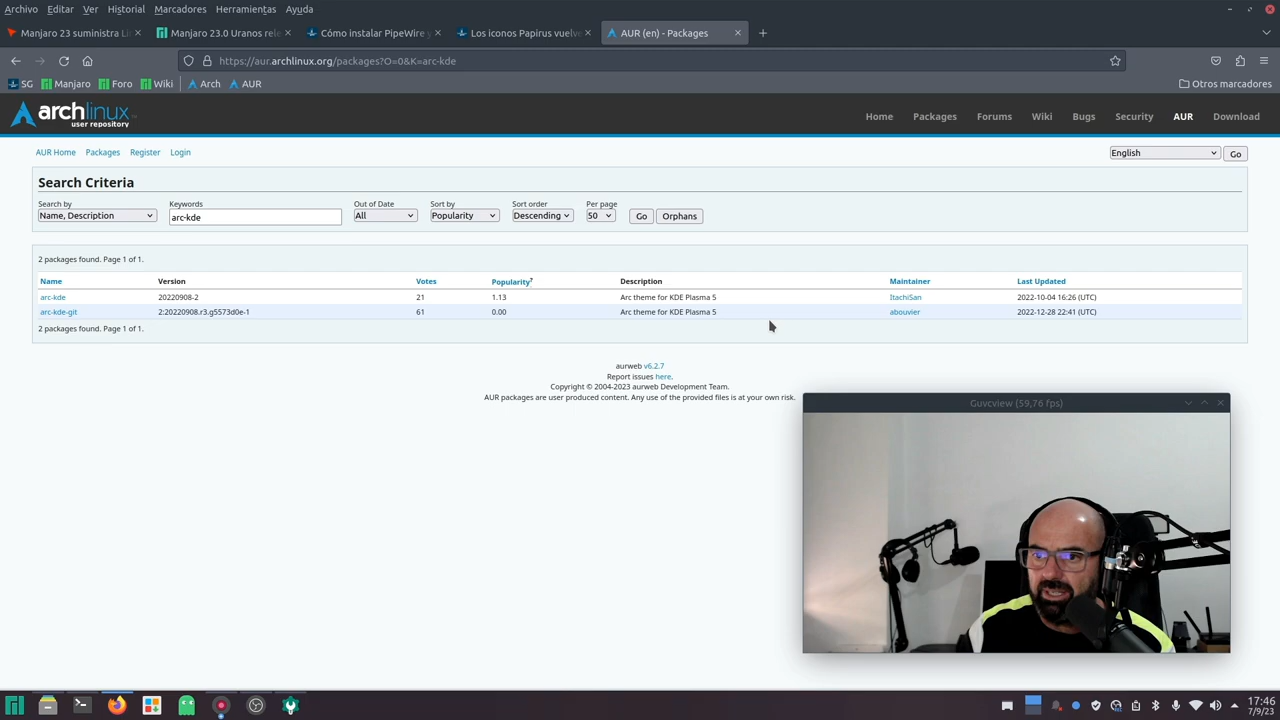 Archivo Editar Ver Historial Marcadores Herramientas Ayuda
Manjaro 23 suministra Li
Manjaro 23.0 Uranos rele
Cómo instalar PipeWire y
Los iconos Papirus vuelve
AUR (en) - Packages
https://aur.archlinux.org/packages?O=0&K=arc-kde
SG Manjaro Foro Wiki Arch AUR Otros marcadores
archlinux
user repository
Home Packages Forums Wiki Bugs Security AUR Download
AUR Home Packages Register Login English Go
Search Criteria
Search by Keywords Out of Date Sort by Sort order Per page
Name, Description arc-kde All Popularity Descending 50 Go Orphans
2 packages found. Page 1 of 1.
Name Version Votes Popularity? Description Maintainer Last Updated
arc-kde 20220908-2 21 1.13 Arc theme for KDE Plasma 5 ItachiSan 2022-10-04 16:26 (UTC)
arc-kde-git 2:20220908.r3.g5573d0e-1 61 0.00 Arc theme for KDE Plasma 5 abouvier 2022-12-28 22:41 (UTC)
2 packages found. Page 1 of 1.
aurweb v6.2.7
Report issues here.
Copyright © 2004-2023 aurweb Development Team.
AUR packages are user produced content. Any use of the provided files is at your own risk.
Guvcview (59,76 fps)
17:46
7/9/23